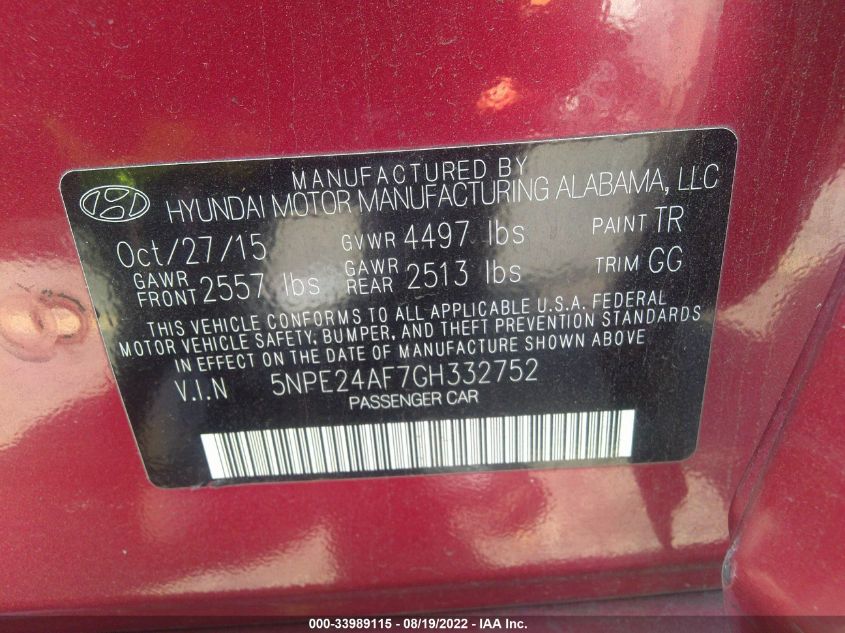 MANUFACTURED BY
HYUNDAI MOTOR MANUFACTURING ALABAMA, LLC
Oct/27/15 GVWR 4497 lbs PAINT TR
GAWR FRONT 2557 lbs GAWR REAR 2513 lbs TRIM GG
THIS VEHICLE CONFORMS TO ALL APPLICABLE U.S.A. FEDERAL
MOTOR VEHICLE SAFETY, BUMPER, AND THEFT PREVENTION STANDARDS
IN EFFECT ON THE DATE OF MANUFACTURE SHOWN ABOVE
V.I.N 5NPE24AF7GH332752
PASSENGER CAR
000-33989115 - 08/19/2022 - IAA Inc.